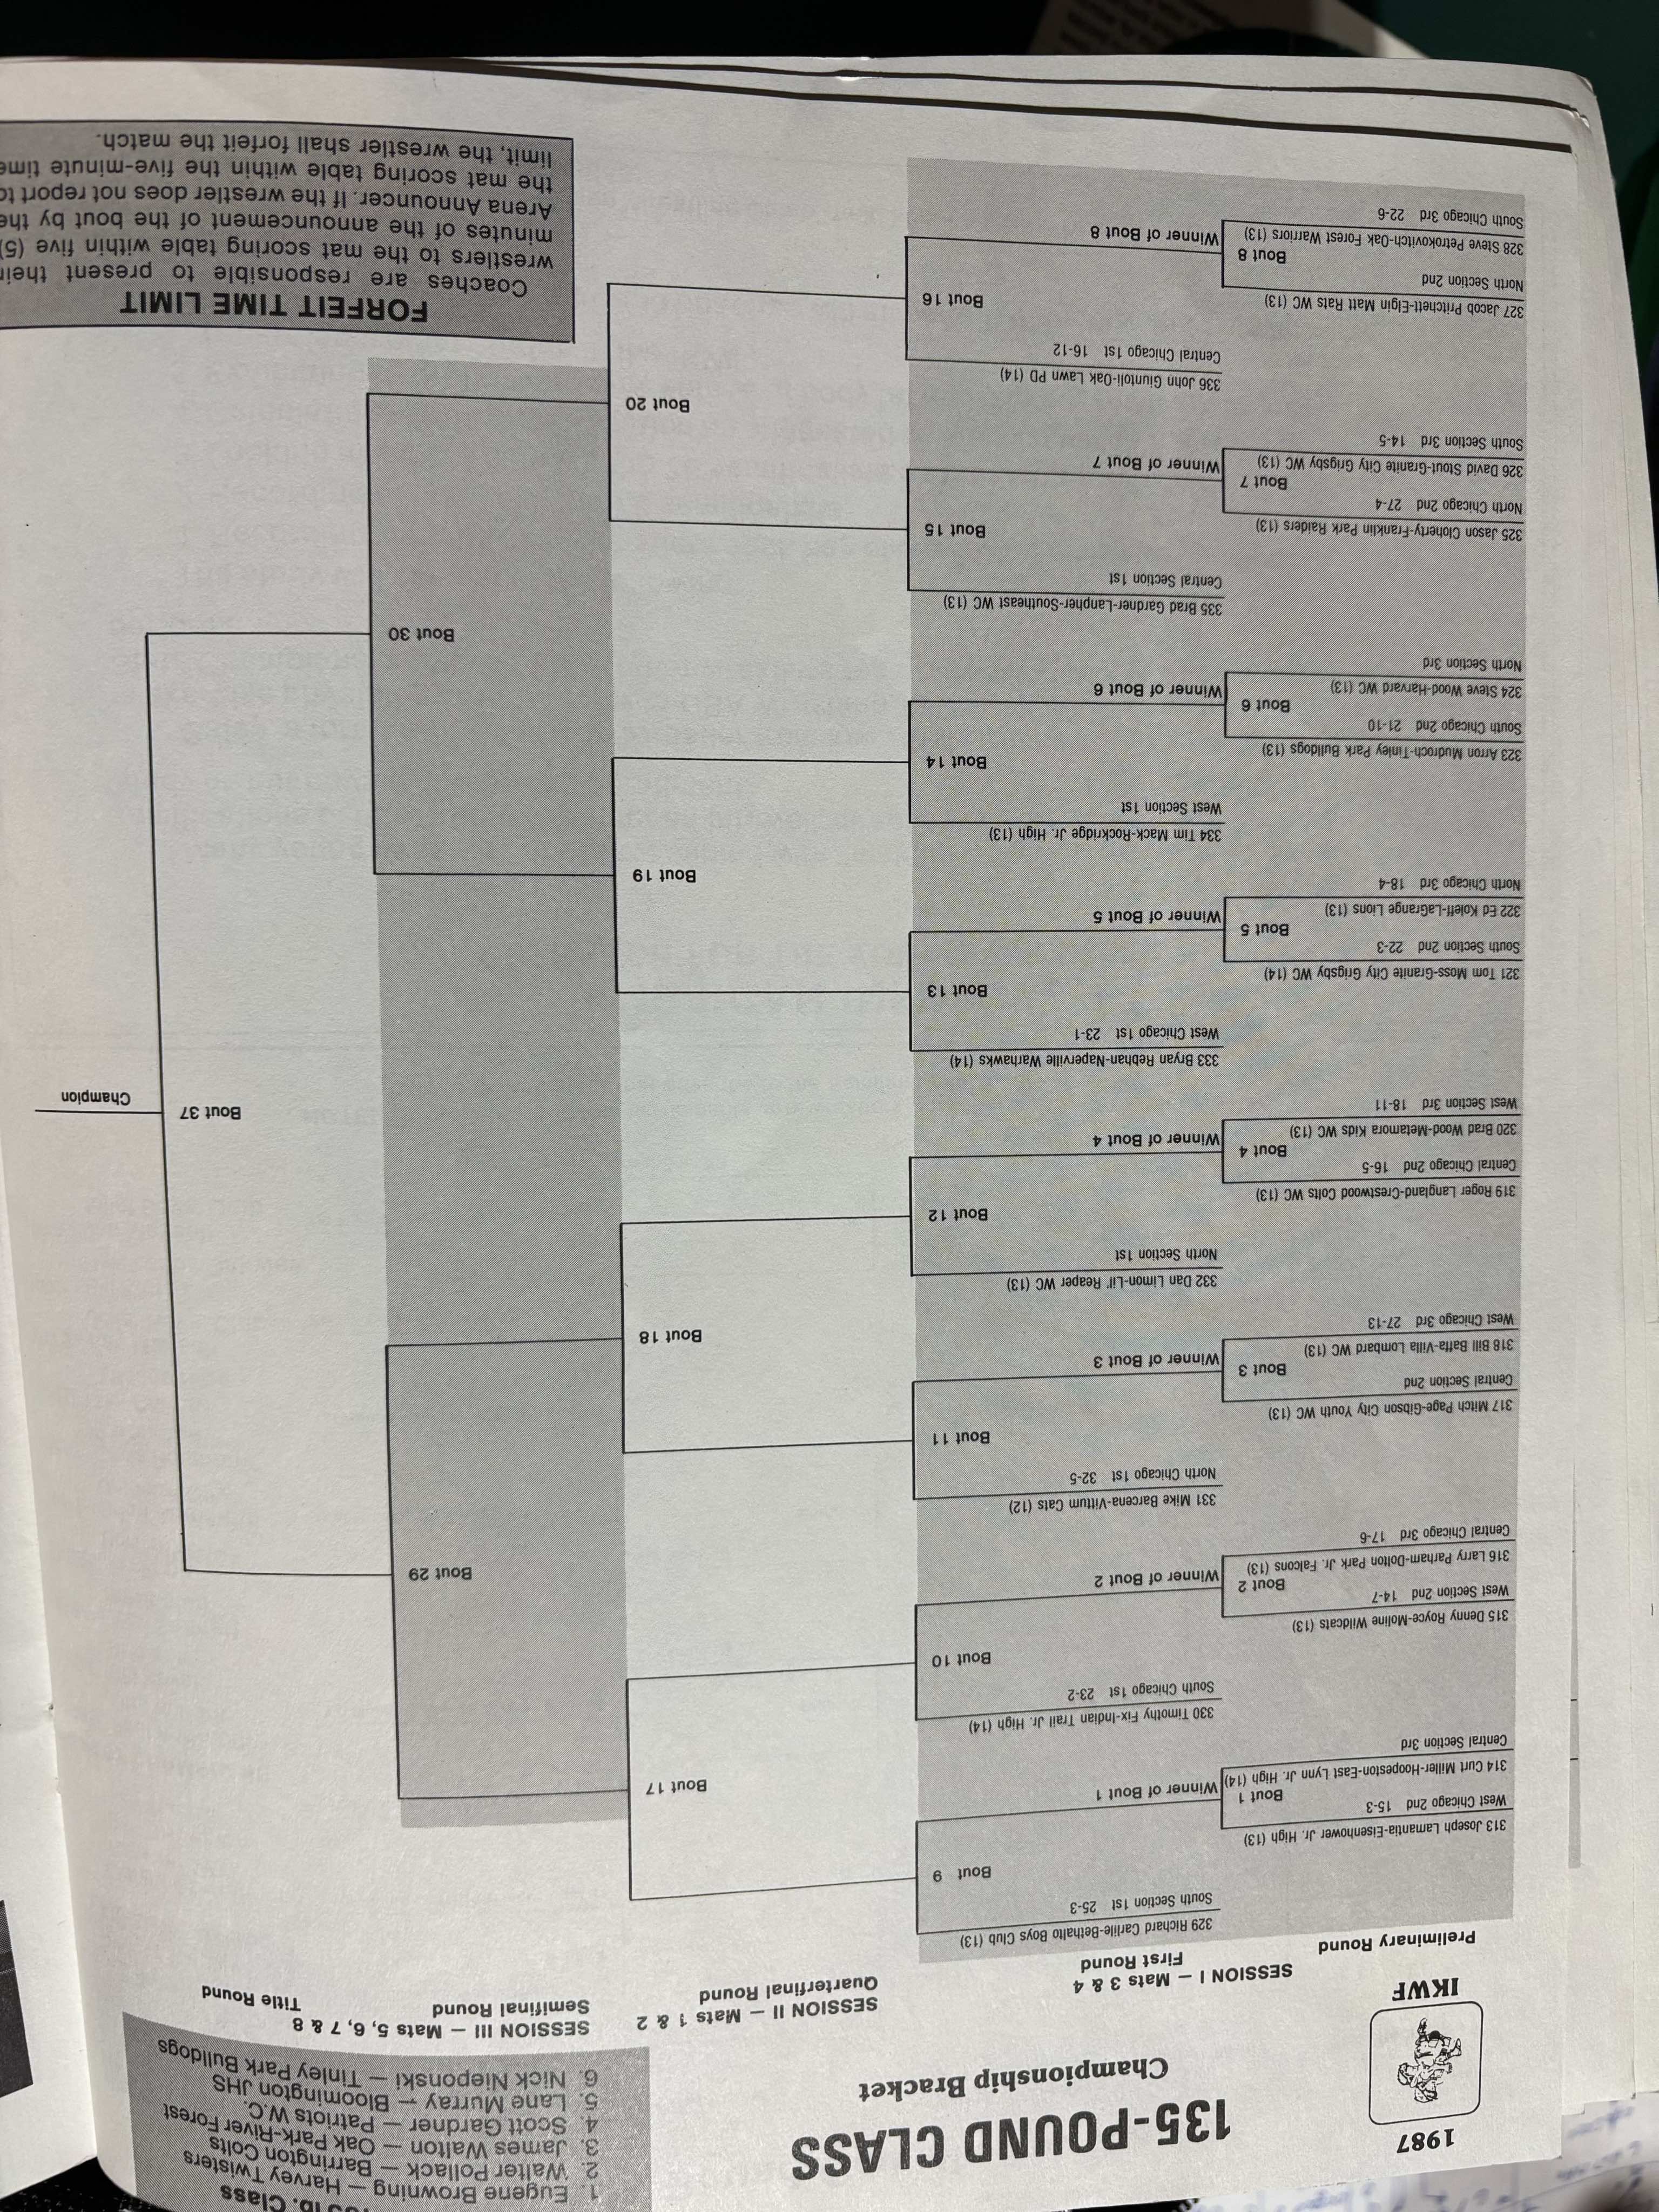 1987
IKWF
135-POUND CLASS
Championship Bracket
lb. Class
1. Eugene Browning — Harvey Twisters
2. Walter Pollack — Barrington Colts
3. James Walton — Oak Park-River Forest
4. Scott Gardner — Patriots W.C.
5. Lane Murray — Bloomington JHS
6. Nick Nieponski — Tinley Park Bulldogs
Preliminary Round
SESSION I — Mats 3 & 4
First Round
SESSION II — Mats 1 & 2
Quarterfinal Round
SESSION III — Mats 5, 6, 7 & 8
Semifinal Round
Title Round
329 Richard Carlile-Bethalto Boys Club (13)
South Section 1st 25-3
Bout 9
313 Joseph Lamantia-Eisenhower Jr. High (13)
West Chicago 2nd 15-3
Bout 1
Winner of Bout 1
314 Curt Miller-Hoopeston-East Lynn Jr. High (14)
Central Section 3rd
Bout 17
330 Timothy Fix-Indian Trail Jr. High (14)
South Chicago 1st 23-2
Bout 10
315 Denny Royce-Moline Wildcats (13)
West Section 2nd 14-7
Bout 2
Winner of Bout 2
316 Larry Parham-Dolton Park Jr. Falcons (13)
Central Chicago 3rd 17-6
Bout 29
331 Mike Barcena-Vittum Cats (12)
North Chicago 1st 32-5
Bout 11
317 Mitch Page-Gibson City Youth WC (13)
Central Section 2nd
Bout 3
Winner of Bout 3
318 Bill Batta-Villa Lombard WC (13)
West Chicago 3rd 27-13
Bout 18
332 Dan Limon-Lil' Reaper WC (13)
North Section 1st
Bout 12
319 Roger Langland-Crestwood Colts WC (13)
Central Chicago 2nd 16-5
Bout 4
Winner of Bout 4
320 Brad Wood-Metamora Kids WC (13)
West Section 3rd 18-11
Bout 37
Champion
333 Bryan Rebhan-Naperville Warhawks (14)
West Chicago 1st 23-1
Bout 13
321 Tom Moss-Granite City Grigsby WC (14)
South Section 2nd 22-3
Bout 5
Winner of Bout 5
322 Ed Koleff-LaGrange Lions (13)
North Chicago 3rd 18-4
Bout 19
334 Tim Mack-Rockridge Jr. High (13)
West Section 1st
Bout 14
323 Arron Mudroch-Tinley Park Bulldogs (13)
South Chicago 2nd 21-10
Bout 6
Winner of Bout 6
324 Steve Wood-Harvard WC (13)
North Section 3rd
Bout 30
335 Brad Gardner-Lanpher-Southeast WC (13)
Central Section 1st
Bout 15
325 Jason Cloherty-Franklin Park Raiders (13)
North Chicago 2nd 27-4
Bout 7
Winner of Bout 7
326 David Stout-Granite City Grigsby WC (13)
South Section 3rd 14-5
Bout 20
336 John Giuntoli-Oak Lawn PD (14)
Central Chicago 1st 16-12
Bout 16
327 Jacob Pritchett-Elgin Matt Rats WC (13)
North Section 2nd
Bout 8
Winner of Bout 8
328 Steve Petrokovitch-Oak Forest Warriors (13)
South Chicago 3rd 22-6
FORFEIT TIME LIMIT
Coaches are responsible to present their
wrestlers to the mat scoring table within five (5)
minutes of the announcement of the bout by the
Arena Announcer. If the wrestler does not report to
the mat scoring table within the five-minute time
limit, the wrestler shall forfeit the match.